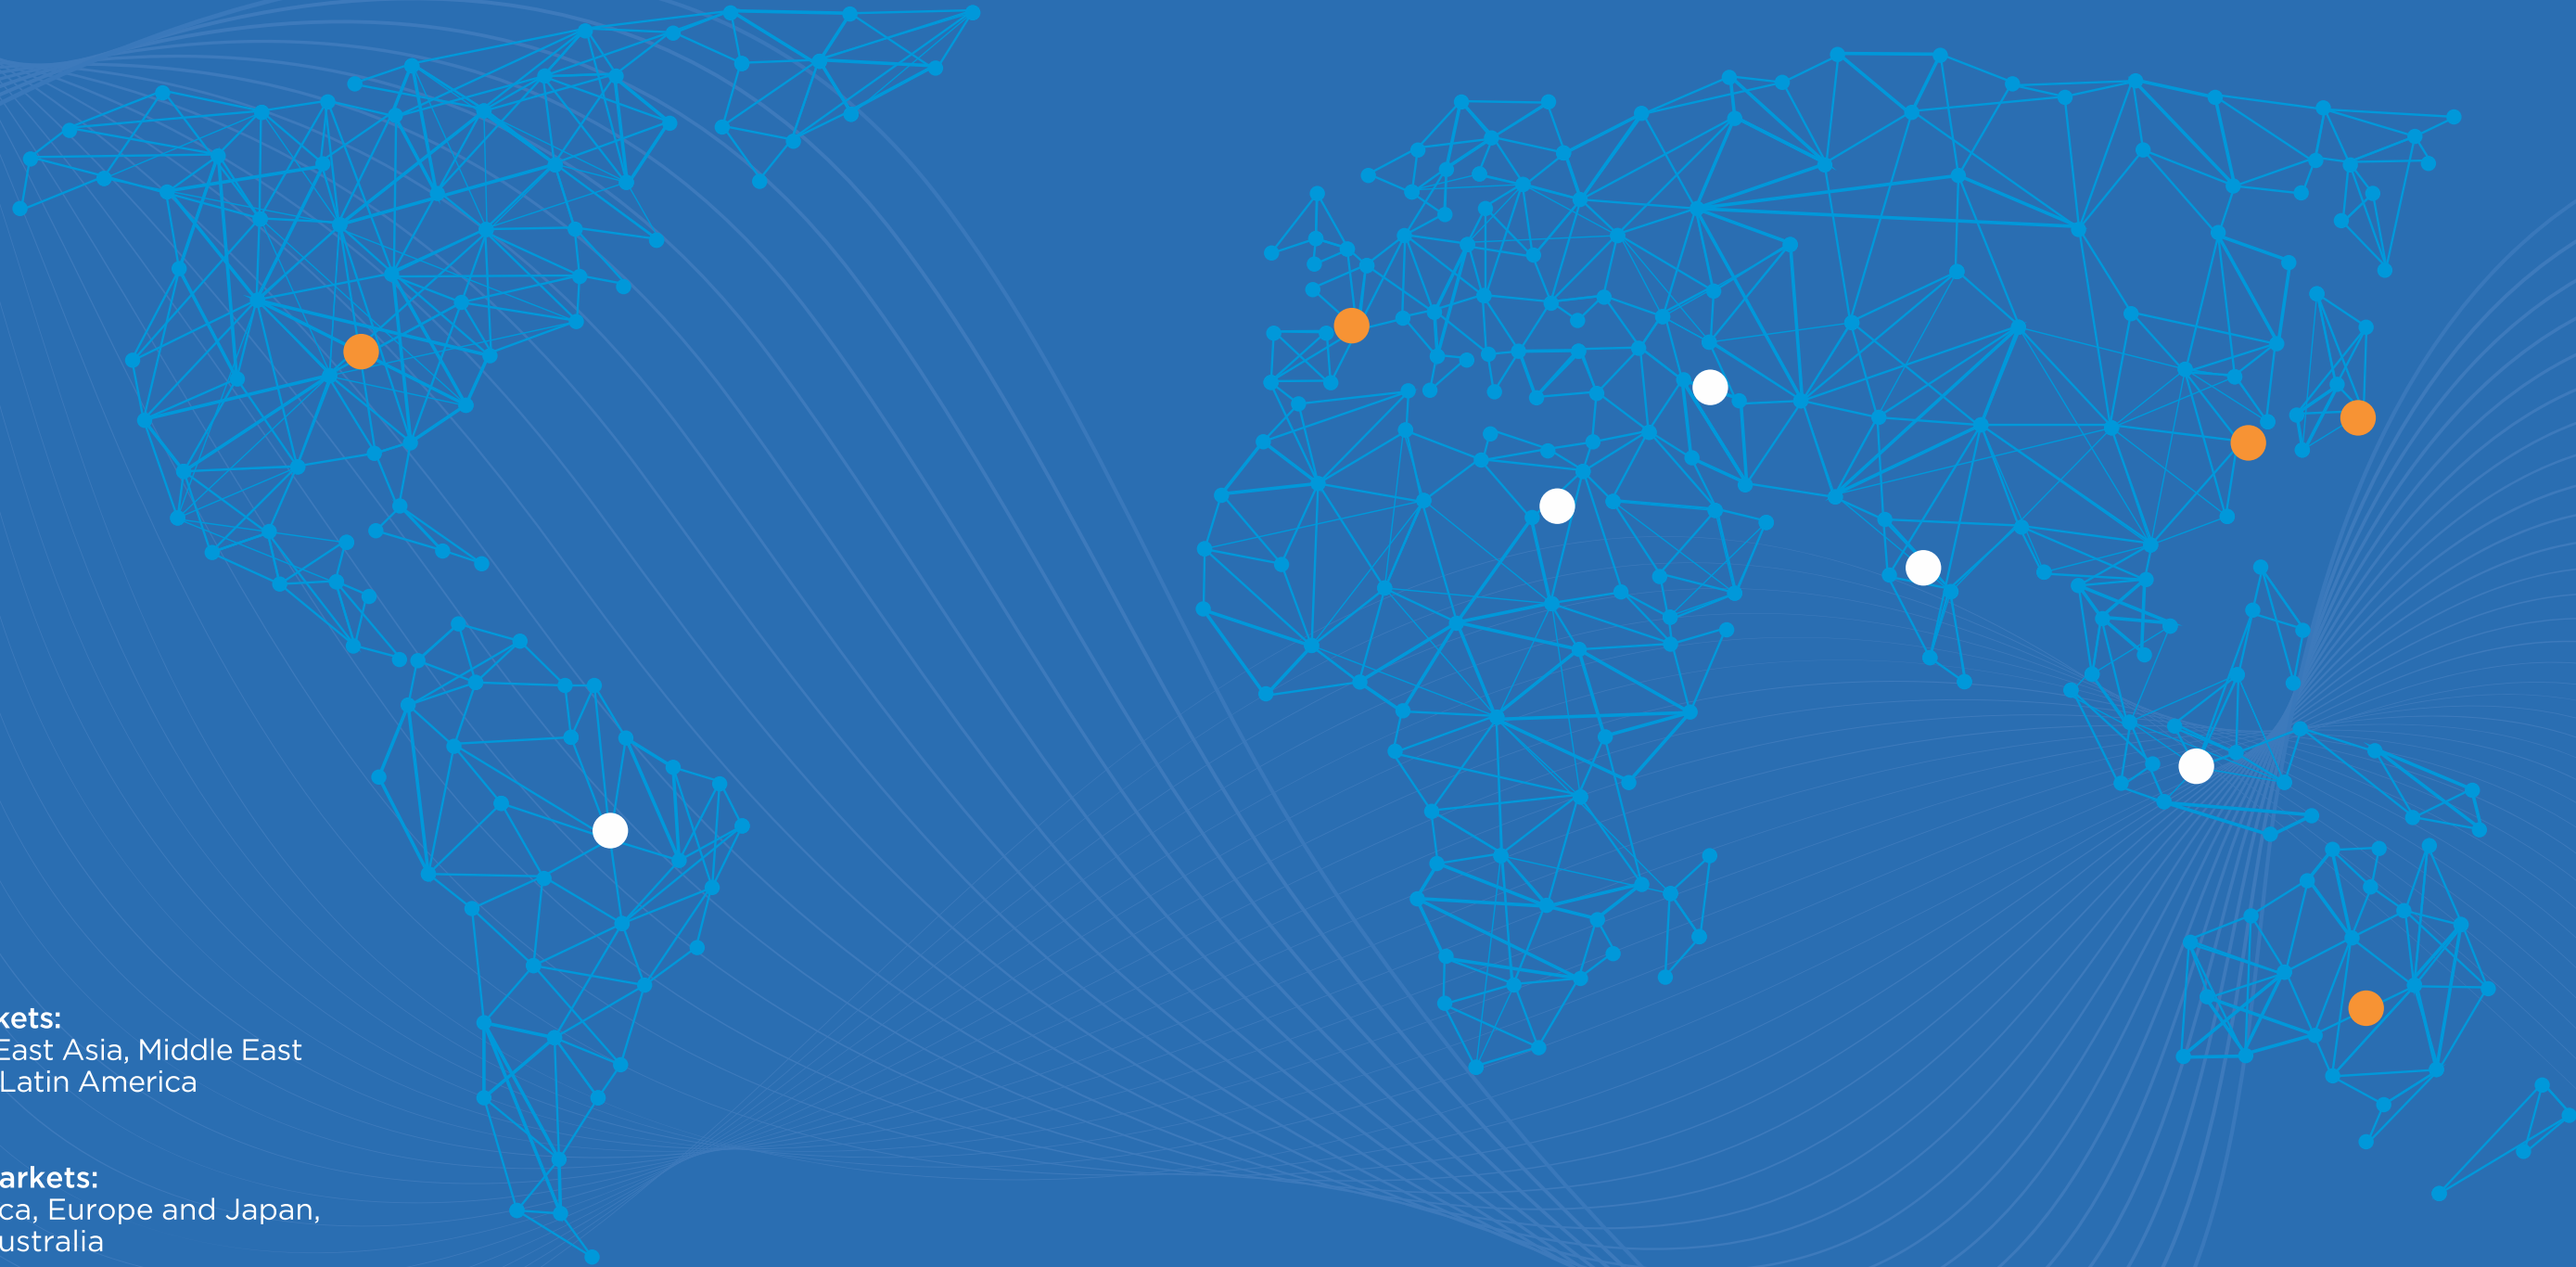 kets:
East Asia, Middle East
Latin America
arkets:
ca, Europe and Japan,
ustralia